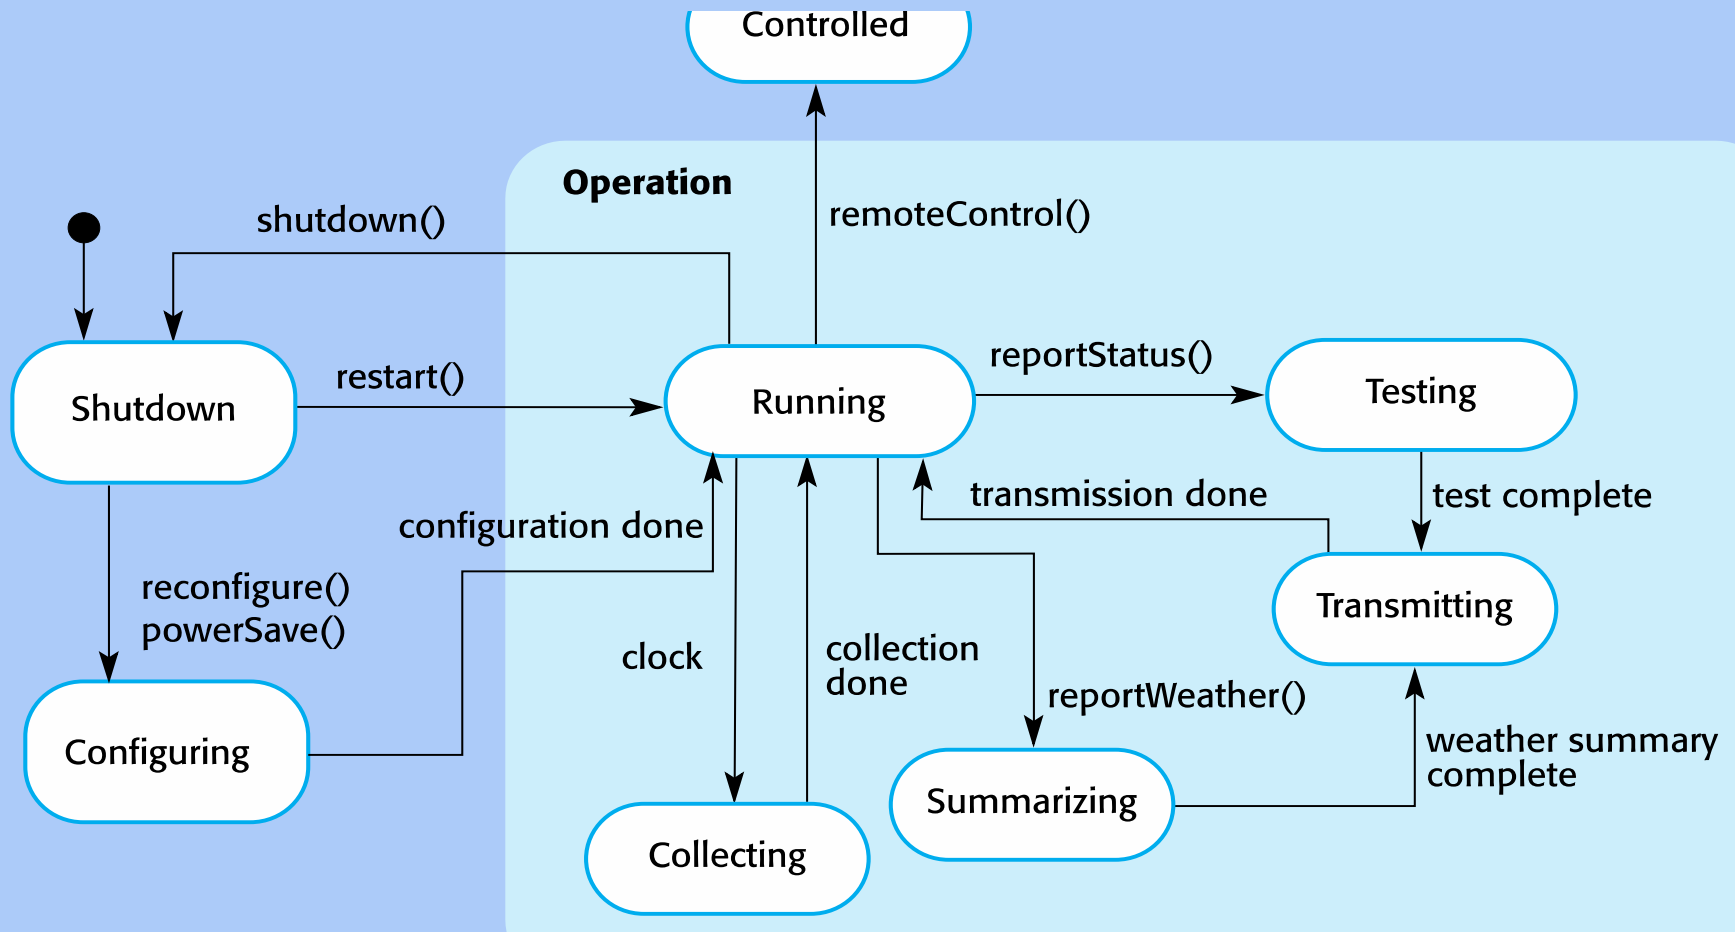 Controlled
Operation
shutdown()
remoteControl()
restart()
reportStatus()
Shutdown
Running
Testing
configuration done
transmission done
test complete
reconfigure()
powerSave()
clock
collection
done
reportWeather()
Transmitting
Configuring
Summarizing
weather summary
complete
Collecting